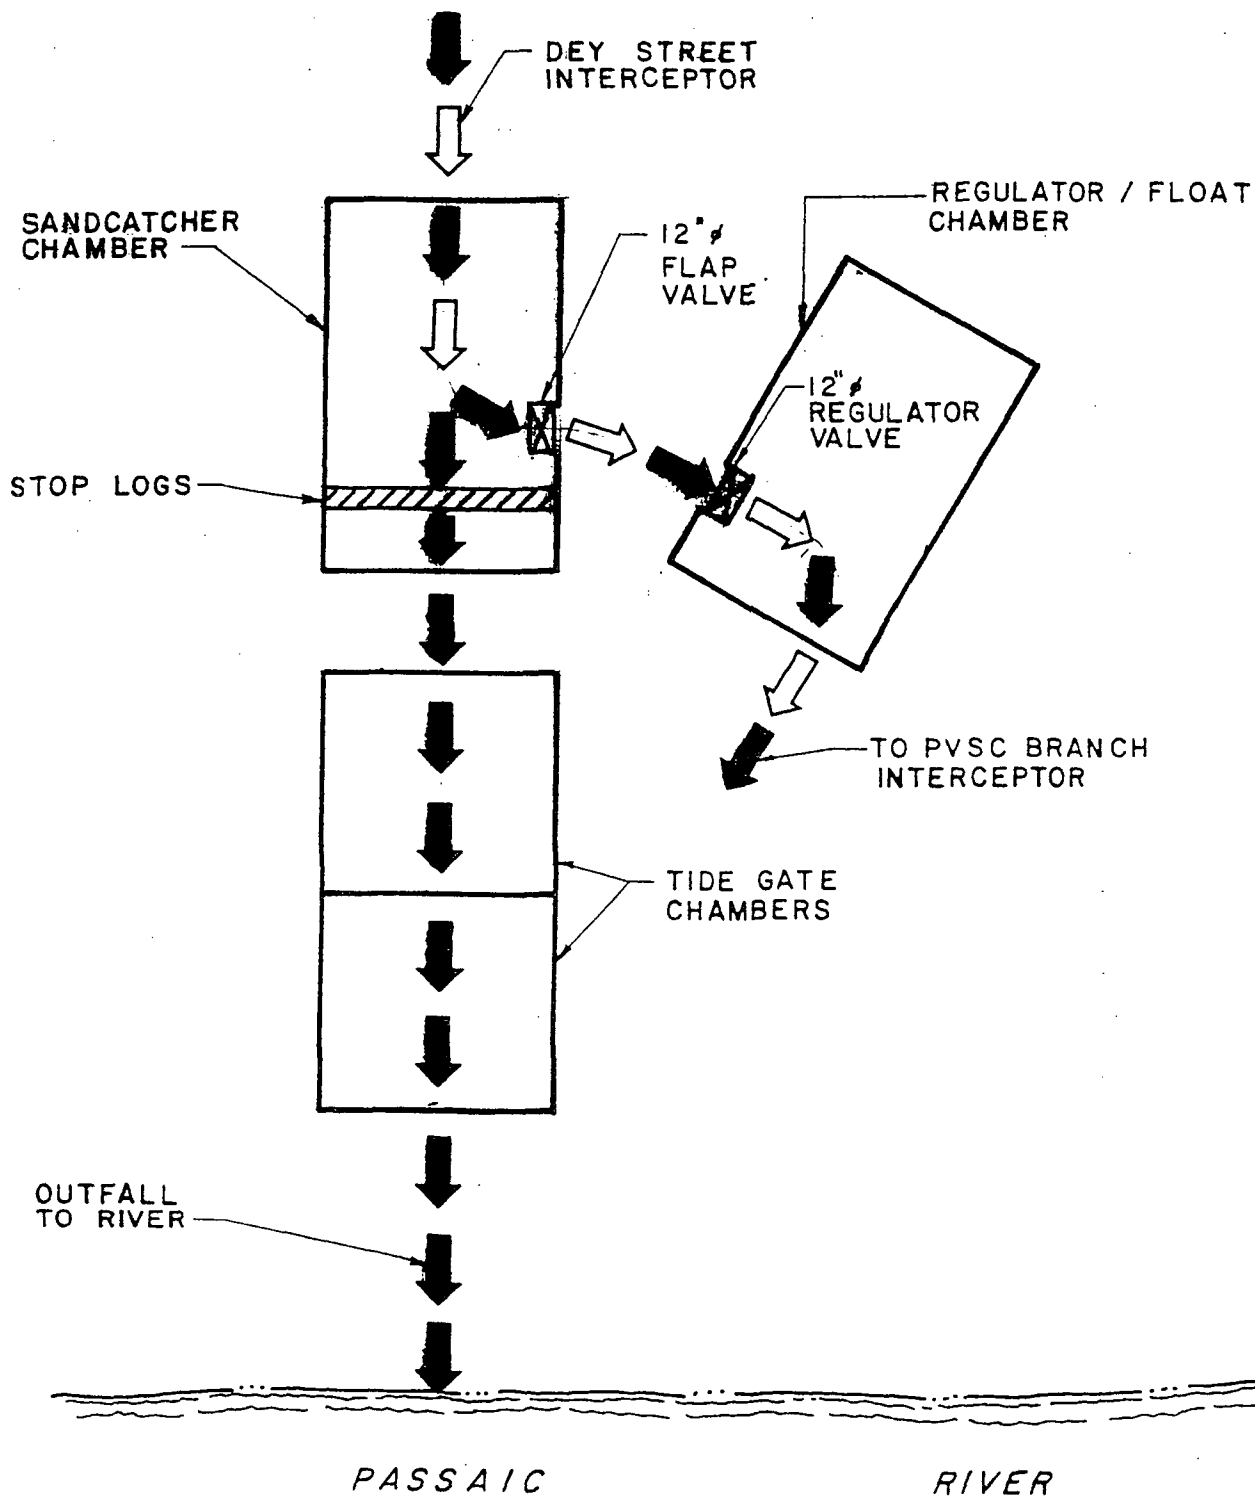 DEY STREET
INTERCEPTOR
SANDCATCHER
CHAMBER
12"ø
FLAP
VALVE
REGULATOR / FLOAT
CHAMBER
12"ø
REGULATOR
VALVE
STOP LOGS
TO PVSC BRANCH
INTERCEPTOR
TIDE GATE
CHAMBERS
OUTFALL
TO RIVER
PASSAIC RIVER